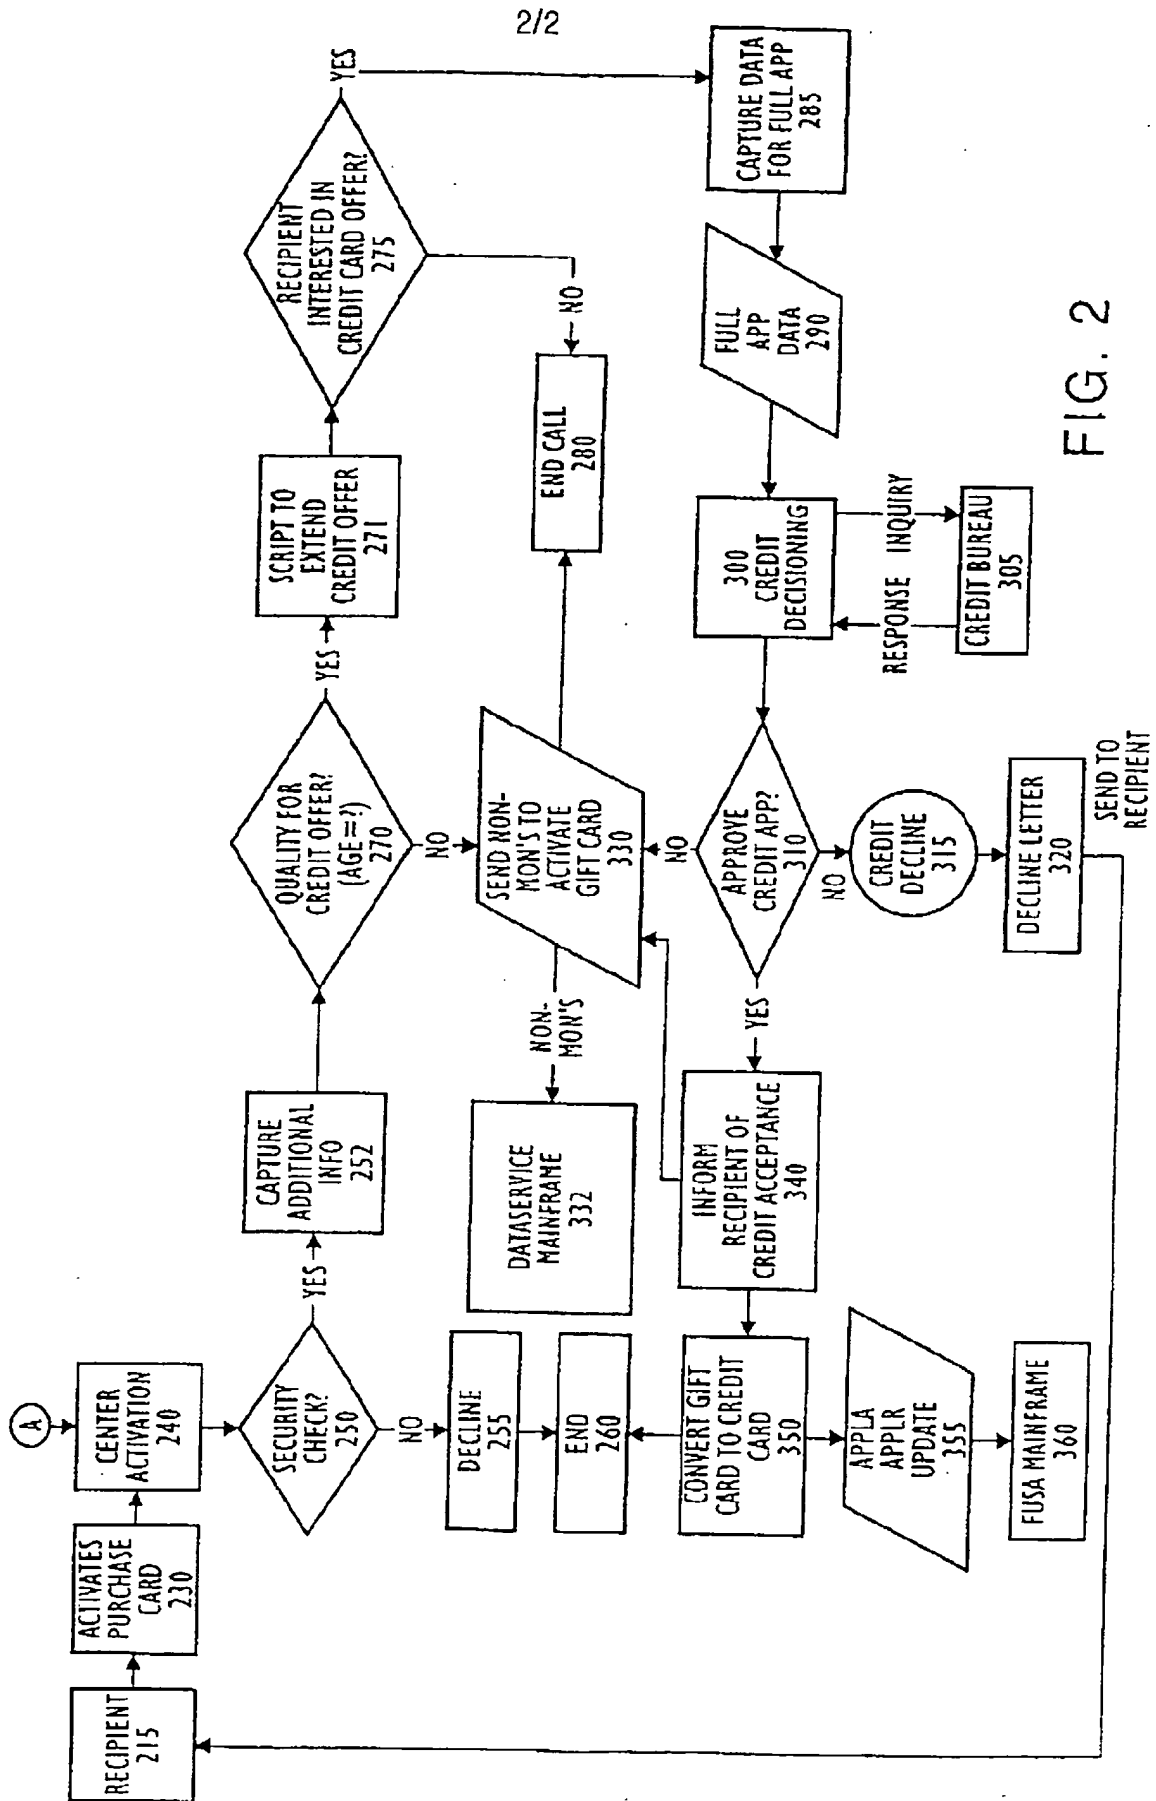 2/2
RECIPIENT
215
ACTIVATES
PURCHASE
CARD
230
A
CENTER
ACTIVATION
240
SECURITY
CHECK?
250
YES
NO
CAPTURE
ADDITIONAL
INFO
252
QUALITY FOR
CREDIT OFFER?
(AGE=?)
270
YES
NO
SCRIPT TO
EXTEND
CREDIT OFFER
271
RECIPIENT
INTERESTED IN
CREDIT CARD OFFER?
275
YES
NO
DECLINE
255
END
260
DATASERVICE
MAINFRAME
332
NON-
MON'S
SEND NON-
MON'S TO
ACTIVATE
GIFT CARD
330
END CALL
280
CONVERT GIFT
CARD TO CREDIT
CARD
350
INFORM
RECIPIENT OF
CREDIT ACCEPTANCE
340
YES
APPROVE
CREDIT APP?
310
NO
NO
300
CREDIT
DECISIONING
FULL
APP
DATA
290
CAPTURE DATA
FOR FULL APP
285
APPLA
APPLR
UPDATE
355
CREDIT
DECLINE
315
RESPONSE
INQUIRY
FUSA MAINFRAME
360
DECLINE LETTER
320
CREDIT BUREAU
305
SEND TO
RECIPIENT
FIG. 2